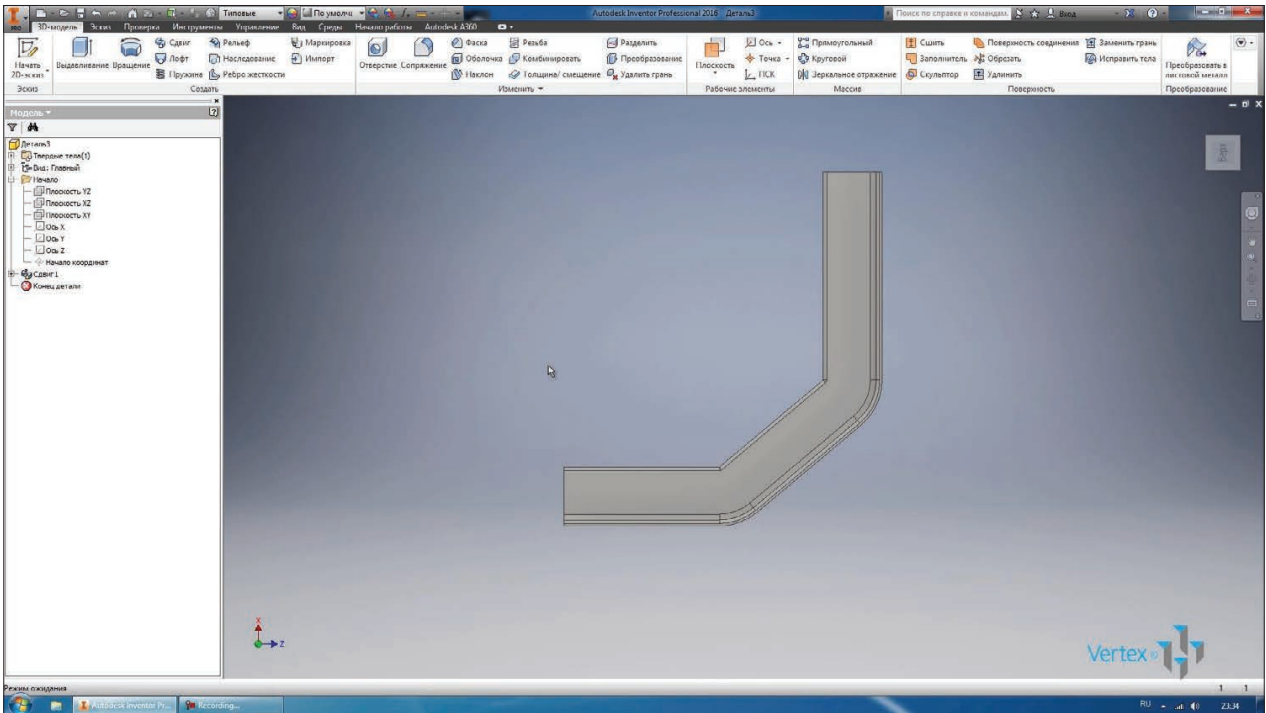 Типовые По умолч Autodesk Inventor Professional 2016 Деталь3 Поиск по справке и командам. Вход
3D-модель Эскиз Проверка Инструменты Управление Вид Среды Начало работы Autodesk A360
Начать 2D-эскиз
Выдавливание Вращение
Сдвиг Рельеф Маркировка
Лофт Наследование Импорт
Пружина Ребро жесткости
Отверстие Сопряжение
Фаска Резьба Разделить
Оболочка Комбинировать Преобразование
Наклон Толщина/ смещение Удалить грань
Плоскость
Ось
Точка
ПСК
Прямоугольный
Круговой
Зеркальное отражение
Сшить Поверхность соединения Заменить грань
Заполнитель Обрезать Исправить тела
Скульптор Удлинить
Преобразовать в листовой металл
Эскиз Создать Изменить Рабочие элементы Массив Поверхность Преобразование
Модель
Деталь3
Твердые тела(1)
Вид: Главный
Начало
Плоскость YZ
Плоскость XZ
Плоскость XY
Ось X
Ось Y
Ось Z
Начало координат
Сдвиг1
Конец детали
Верх
X
Z
Vertex
Режим ожидания 1 1
Autodesk Inventor Pr... Recording... RU 23:34